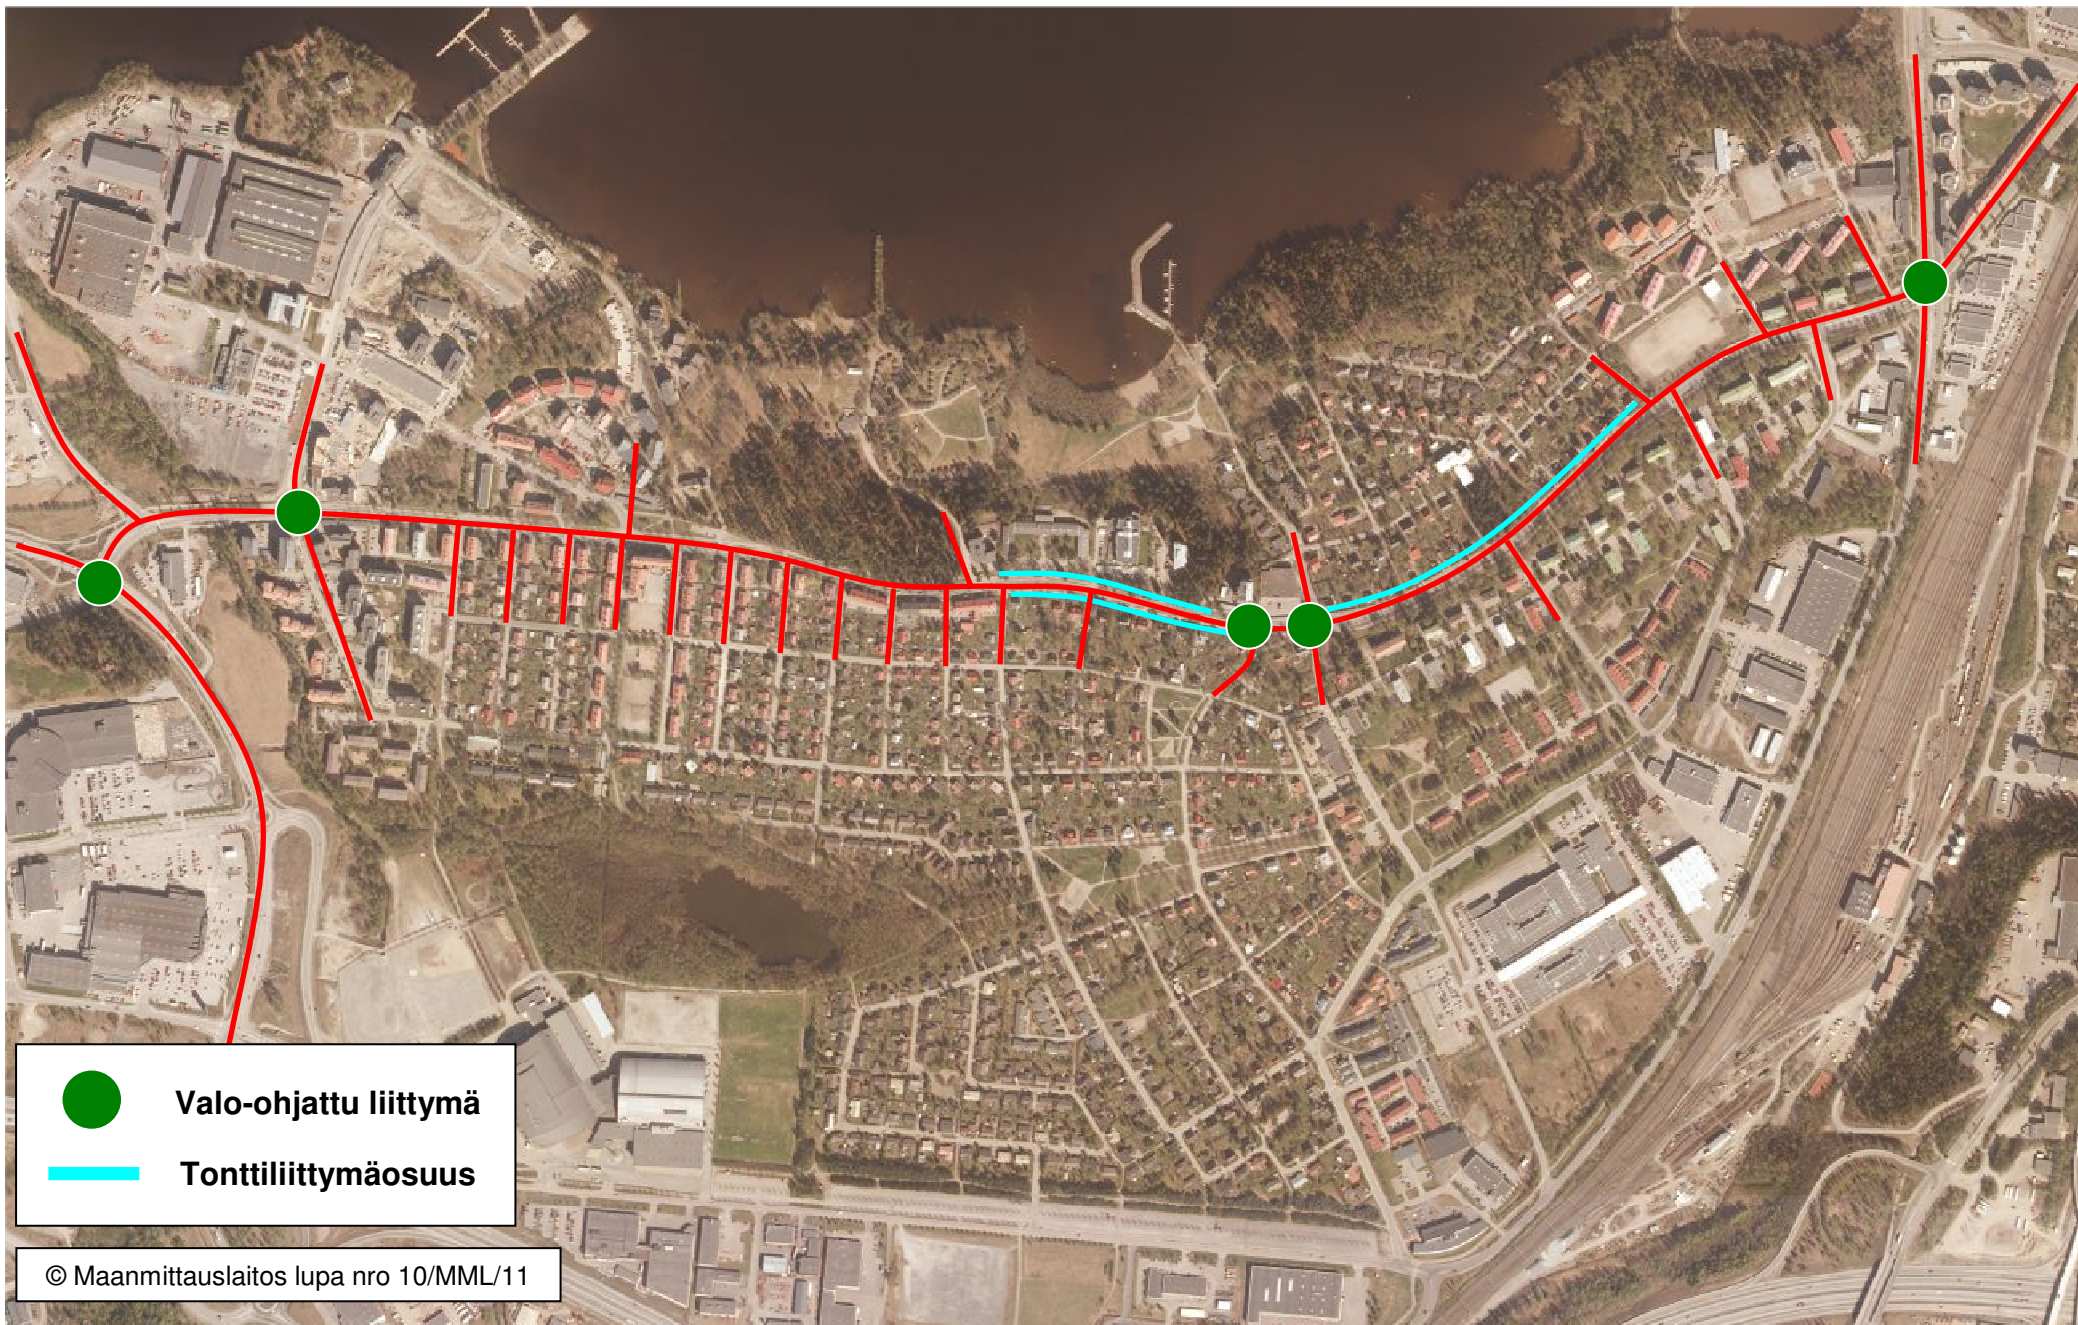 Valo-ohjattu liittymä
Tonttiliittymäosuus
© Maanmittauslaitos lupa nro 10/MML/11